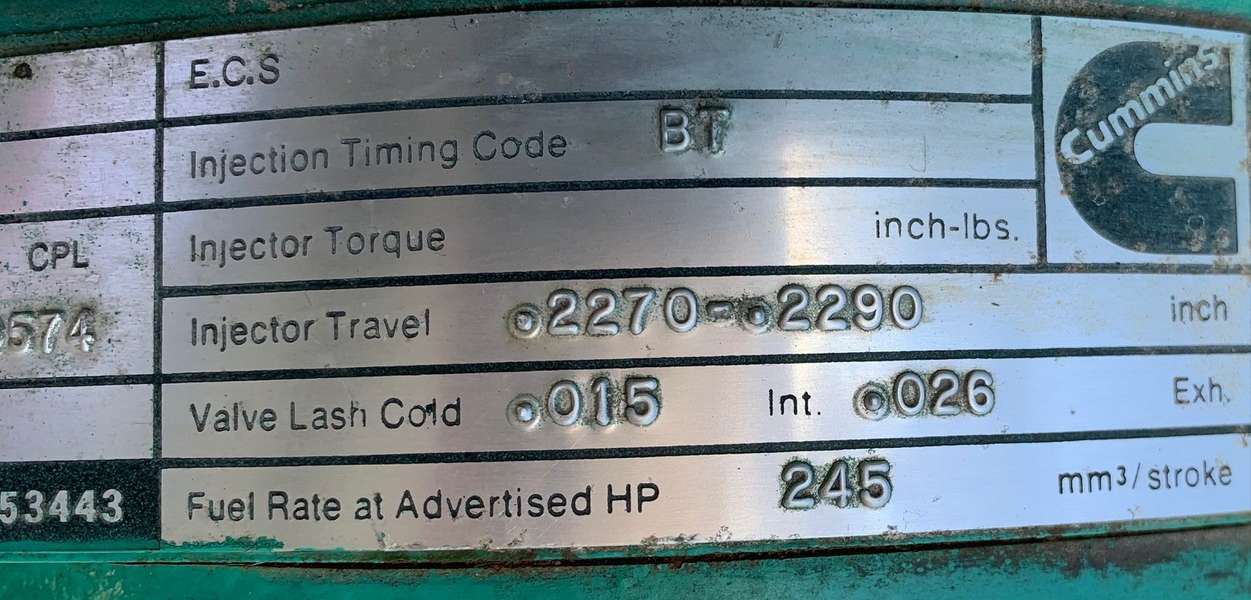 E.C.S
Cummins
Injection Timing Code BT
Injector Torque inch-lbs.
CPL
Injector Travel .2270-.2290 inch
574
Valve Lash Cold .015 Int. .026 Exh.
53443
Fuel Rate at Advertised HP 245 mm³/stroke